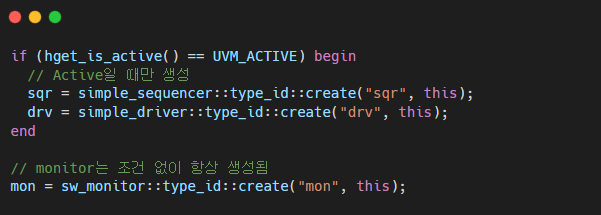 if (hget_is_active() == UVM_ACTIVE) begin
// Active일 때만 생성
sqr = simple_sequencer::type_id::create("sqr", this);
drv = simple_driver::type_id::create("drv", this);
end
// monitor는 조건 없이 항상 생성됨
mon = sw_monitor::type_id::create("mon", this);